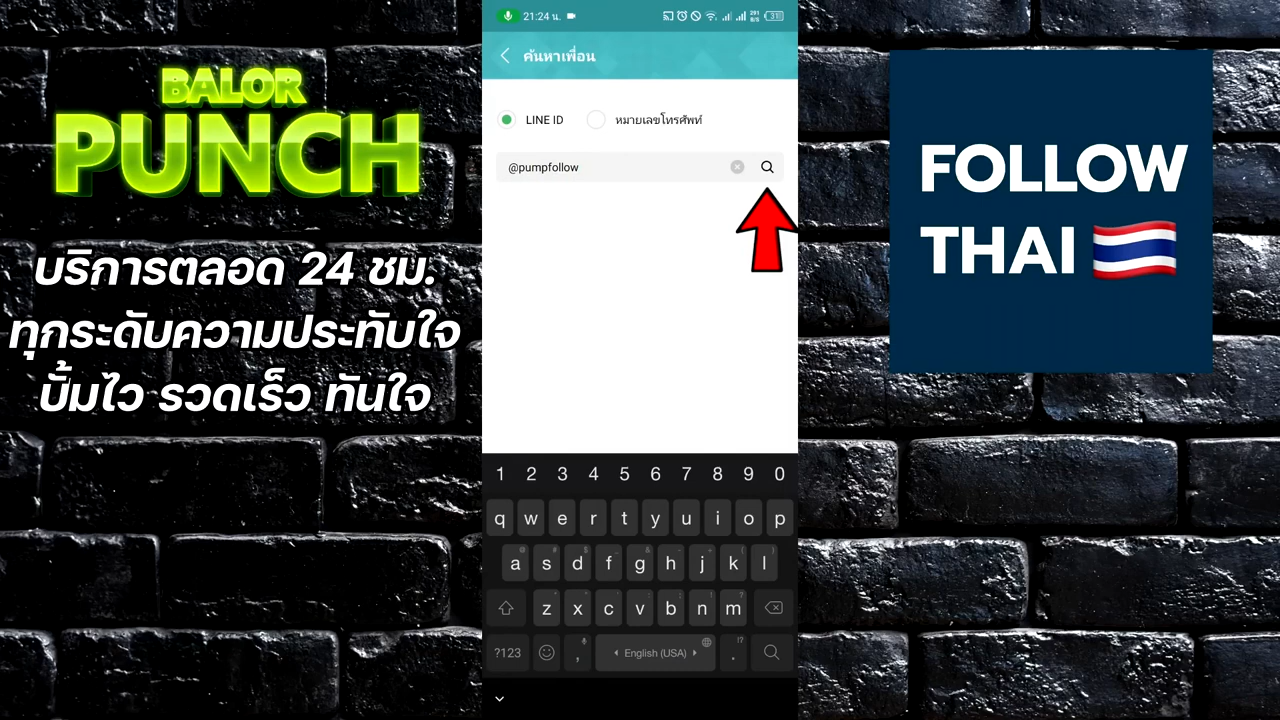 BALOR
PUNCH
บริการตลอด 24 ชม.
ทุกระดับความประทับใจ
ปั้มไว รวดเร็ว ทันใจ
21:24 น.
ค้นหาเพื่อน
LINE ID
หมายเลขโทรศัพท์
@pumpfollow
1 2 3 4 5 6 7 8 9 0
q w e r t y u i o p
a s d f g h j k l
z x c v b n m
?123 , English (USA) .
FOLLOW
THAI